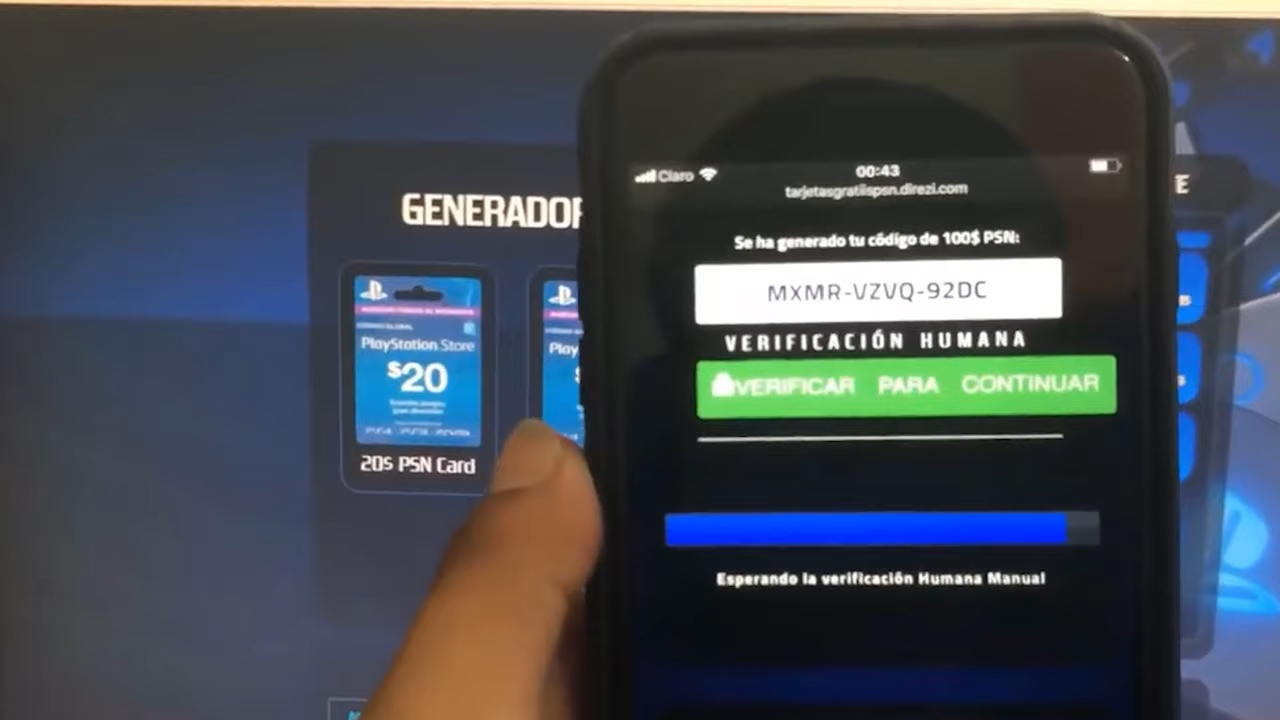 GENERADOR
PlayStation Store
$20
20$ PSN Card
Play
Claro
00:43
tarjetasgratiispsn.direzi.com
Se ha generado tu código de 100$ PSN:
MXMR-VZVQ-92DC
VERIFICACIÓN HUMANA
VERIFICAR PARA CONTINUAR
Esperando la verificación Humana Manual
E